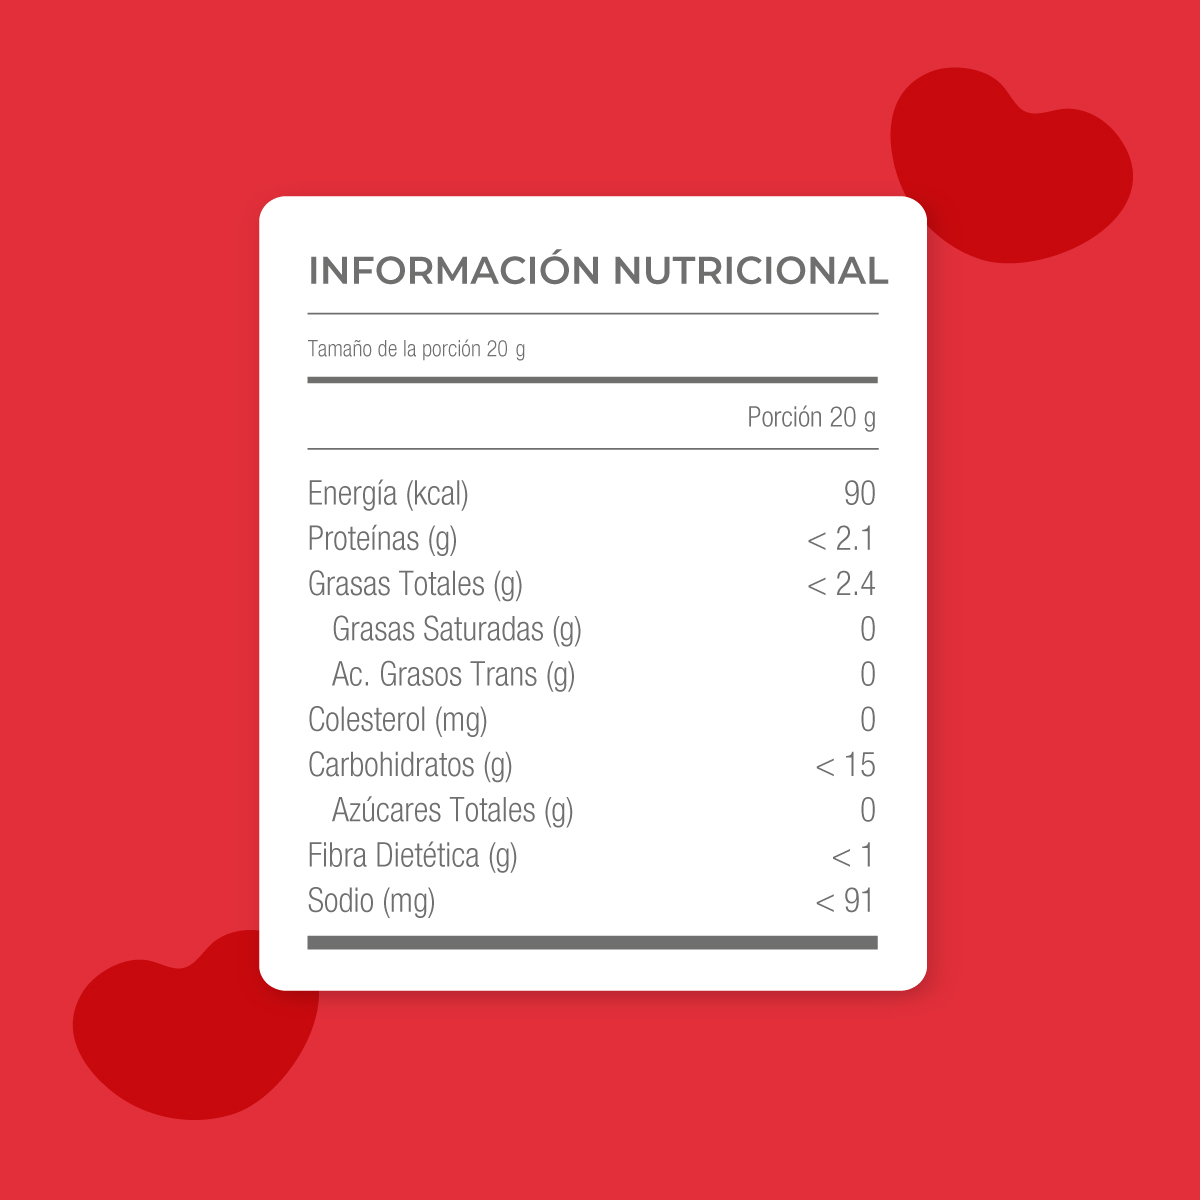 INFORMACIÓN NUTRICIONAL
Tamaño de la porción 20 g
Porción 20 g
Energía (kcal) 90
Proteínas (g) < 2.1
Grasas Totales (g) < 2.4
Grasas Saturadas (g) 0
Ac. Grasos Trans (g) 0
Colesterol (mg) 0
Carbohidratos (g) < 15
Azúcares Totales (g) 0
Fibra Dietética (g) < 1
Sodio (mg) < 91